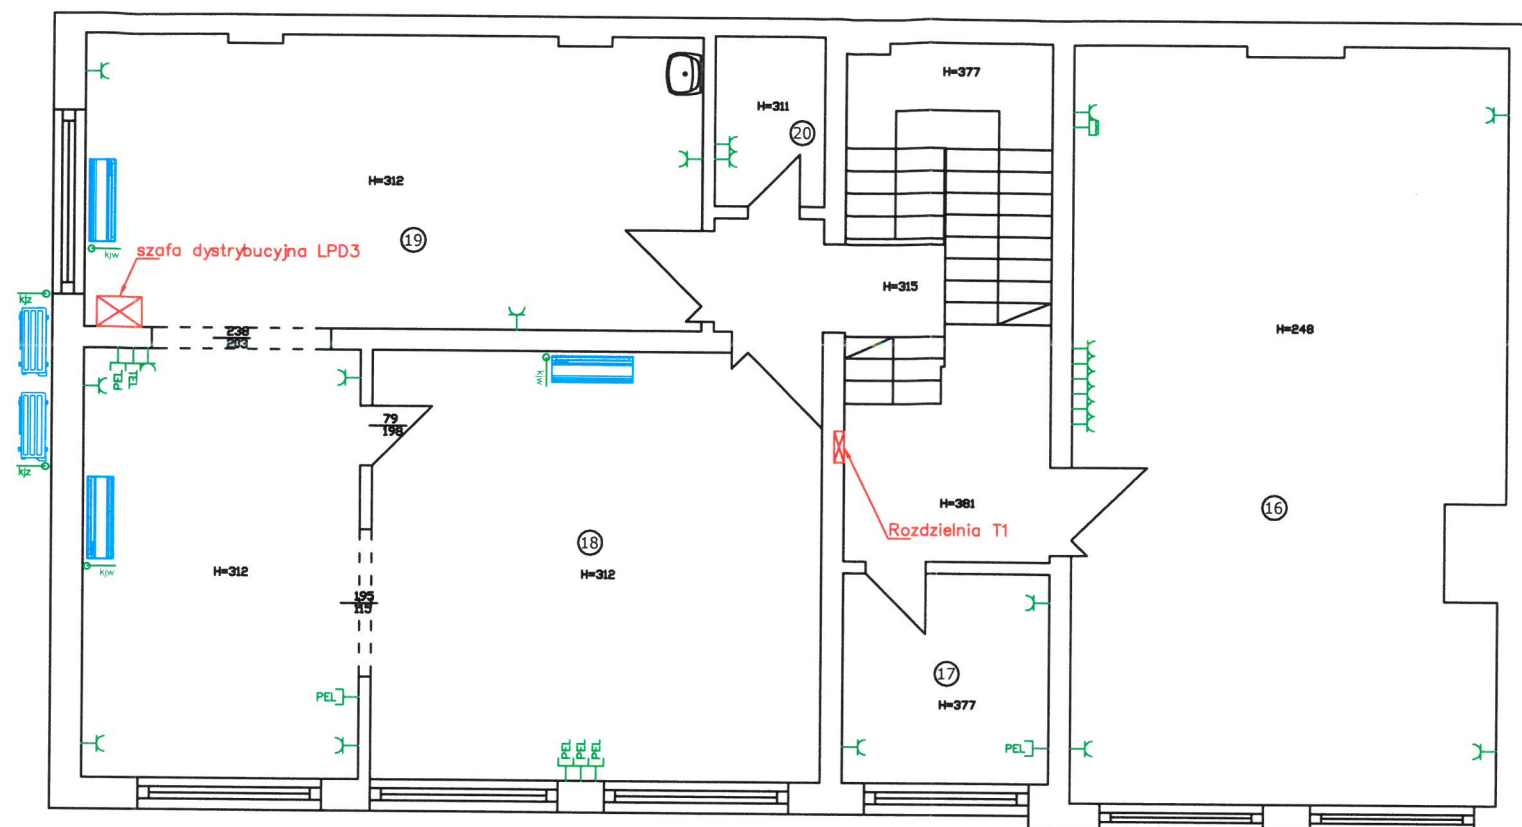 H=377
H=311
20
H=312
19
kjw
szafa dystrybucyjna LPD3
kjz
H=315
H=248
238
203
PEL
TEL
kjw
79
198
kjz
H=381
16
Rozdzielnia T1
18
H=312
kjw
H=312
195
115
17
H=377
PEL
PEL
PEL
PEL
PEL